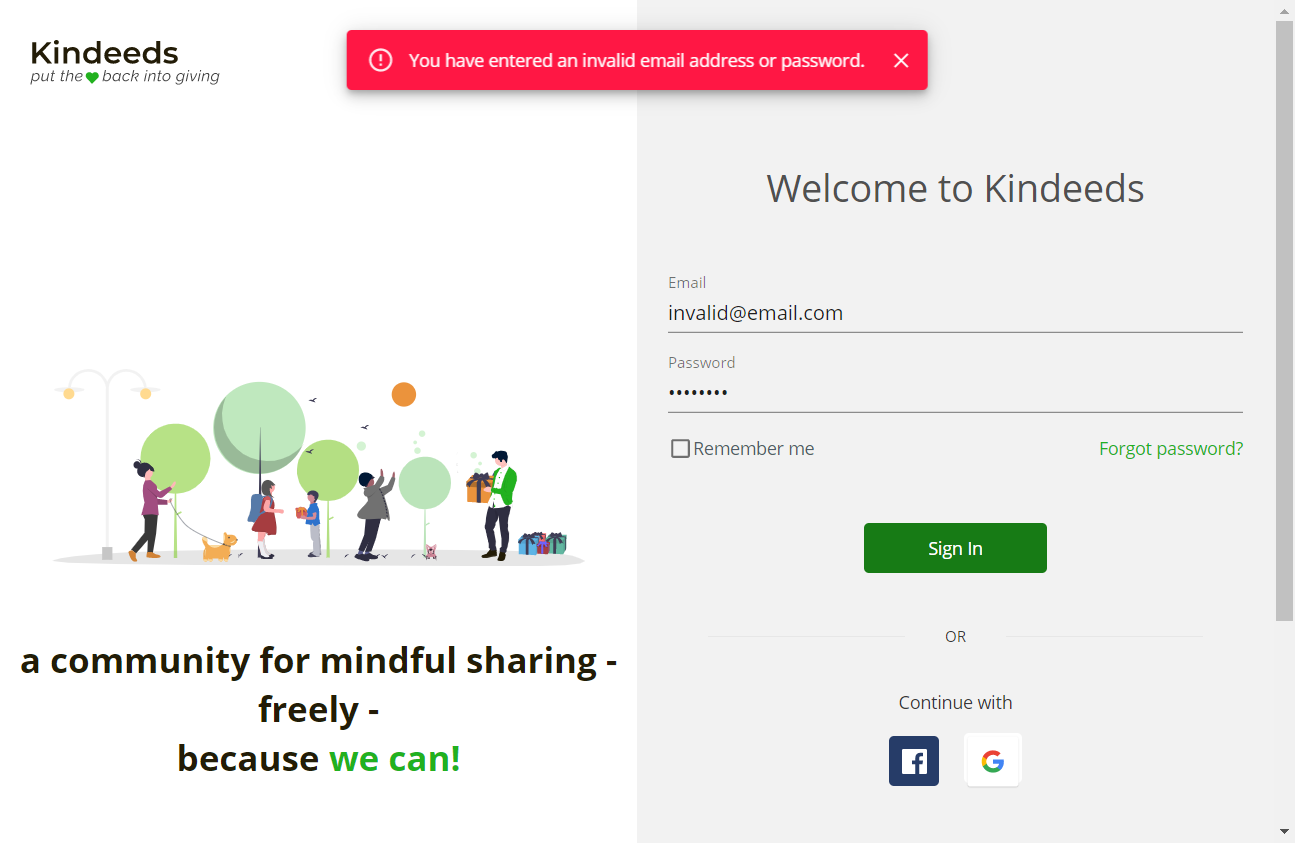 Kindeeds
put the back into giving
You have entered an invalid email address or password.
Welcome to Kindeeds
Email
invalid@email.com
Password
••••••••
Remember me
Forgot password?
Sign In
OR
Continue with
a community for mindful sharing -
freely -
because we can!